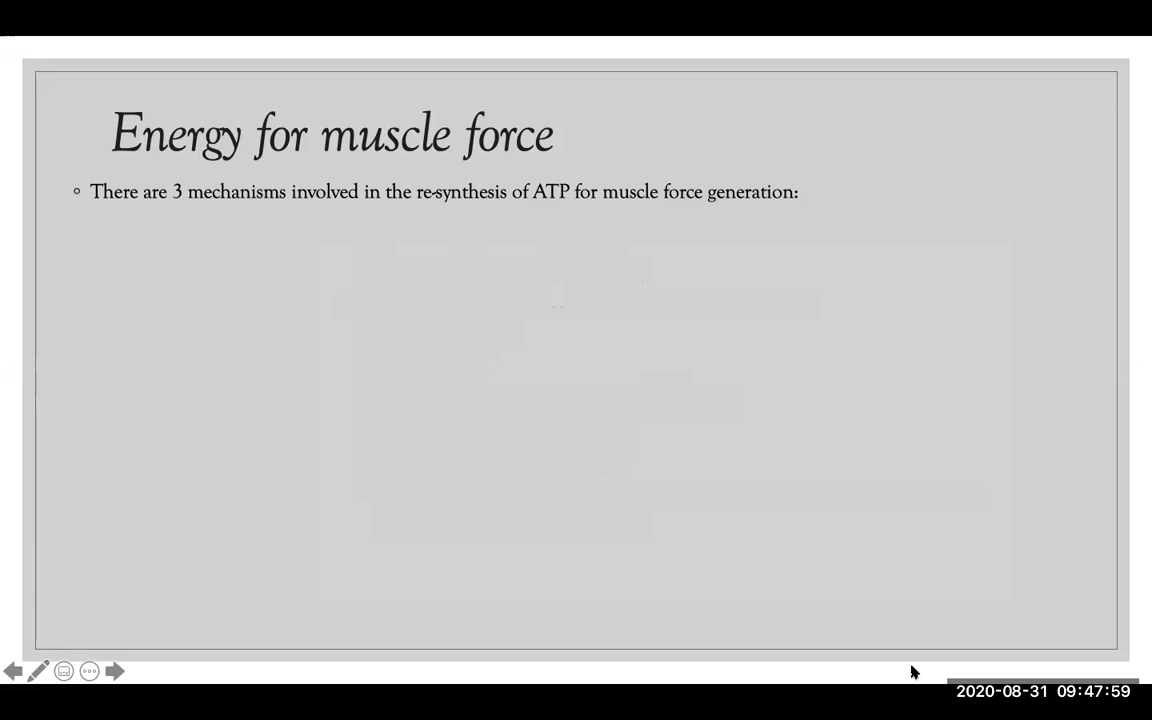 Energy for muscle force
◦ There are 3 mechanisms involved in the re-synthesis of ATP for muscle force generation:
2020-08-31 09:47:59